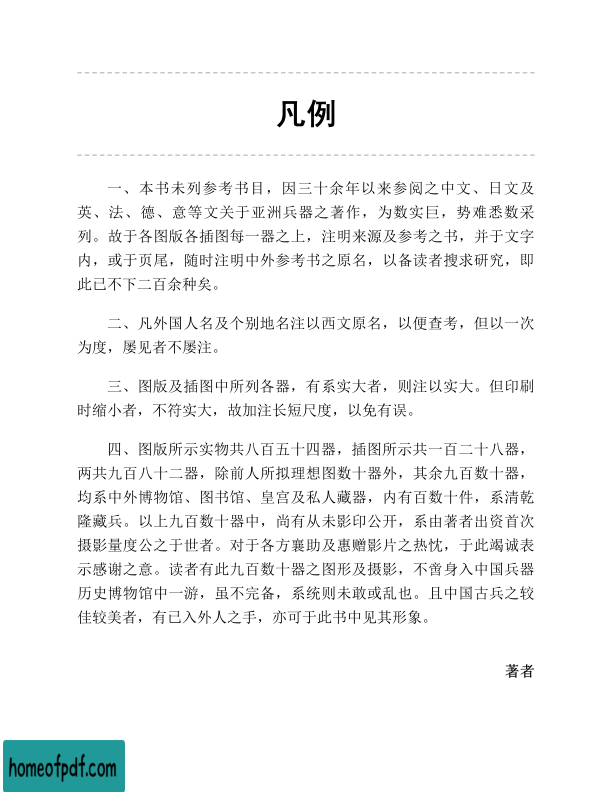 凡例
一、本书未列参考书目，因三十余年以来参阅之中文、日文及
英、法、德、意等文关于亚洲兵器之著作，为数实巨，势难悉数采
列。故于各图版各插图每一器之上，注明来源及参考之书，并于文字
内，或于页尾，随时注明中外参考书之原名，以备读者搜求研究，即
此已不下二百余种矣。
二、凡外国人名及个别地名注以西文原名，以便查考，但以一次
为度，屡见者不屡注。
三、图版及插图中所列各器，有系实大者，则注以实大。但印刷
时缩小者，不符实大，故加注长短尺度，以免有误。
四、图版所示实物共八百五十四器，插图所示共一百二十八器，
两共九百八十二器，除前人所拟理想图数十器外，其余九百数十器，
均系中外博物馆、图书馆、皇宫及私人藏器，内有百数十件，系清乾
隆藏兵。以上九百数十器中，尚有从未影印公开，系由著者出资首次
摄影量度公之于世者。对于各方襄助及惠赠影片之热忱，于此竭诚表
示感谢之意。读者有此九百数十器之图形及摄影，不啻身入中国兵器
历史博物馆中一游，虽不完备，系统则未敢或乱也。且中国古兵之较
佳较美者，有已入外人之手，亦可于此书中见其形象。
著者
homeofpdf.com